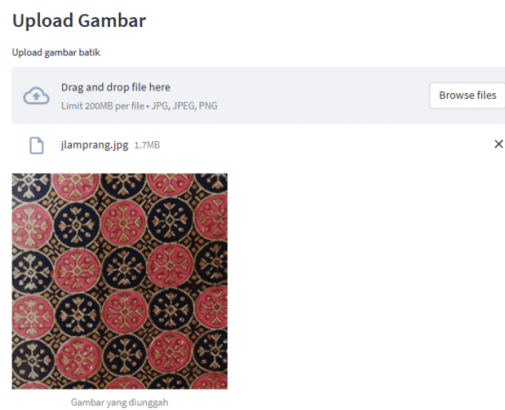 Upload Gambar
Upload gambar batik
Drag and drop file here
Limit 200MB per file • JPG, JPEG, PNG
Browse files
jlamprang.jpg 1.7MB
Gambar yang diunggah